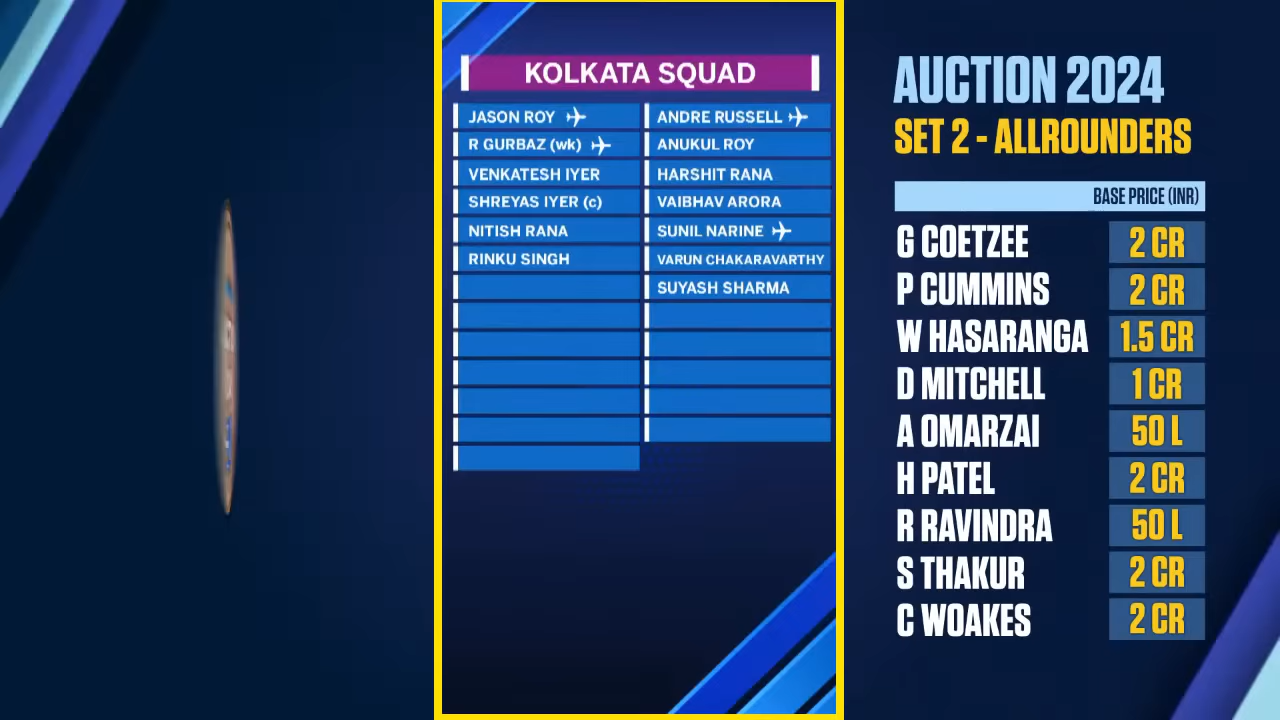 KOLKATA SQUAD
JASON ROY
R GURBAZ (wk)
VENKATESH IYER
SHREYAS IYER (c)
NITISH RANA
RINKU SINGH
ANDRE RUSSELL
ANUKUL ROY
HARSHIT RANA
VAIBHAV ARORA
SUNIL NARINE
VARUN CHAKARAVARTHY
SUYASH SHARMA
AUCTION 2024
SET 2 - ALLROUNDERS
BASE PRICE (INR)
G COETZEE 2 CR
P CUMMINS 2 CR
W HASARANGA 1.5 CR
D MITCHELL 1 CR
A OMARZAI 50 L
H PATEL 2 CR
R RAVINDRA 50 L
S THAKUR 2 CR
C WOAKES 2 CR